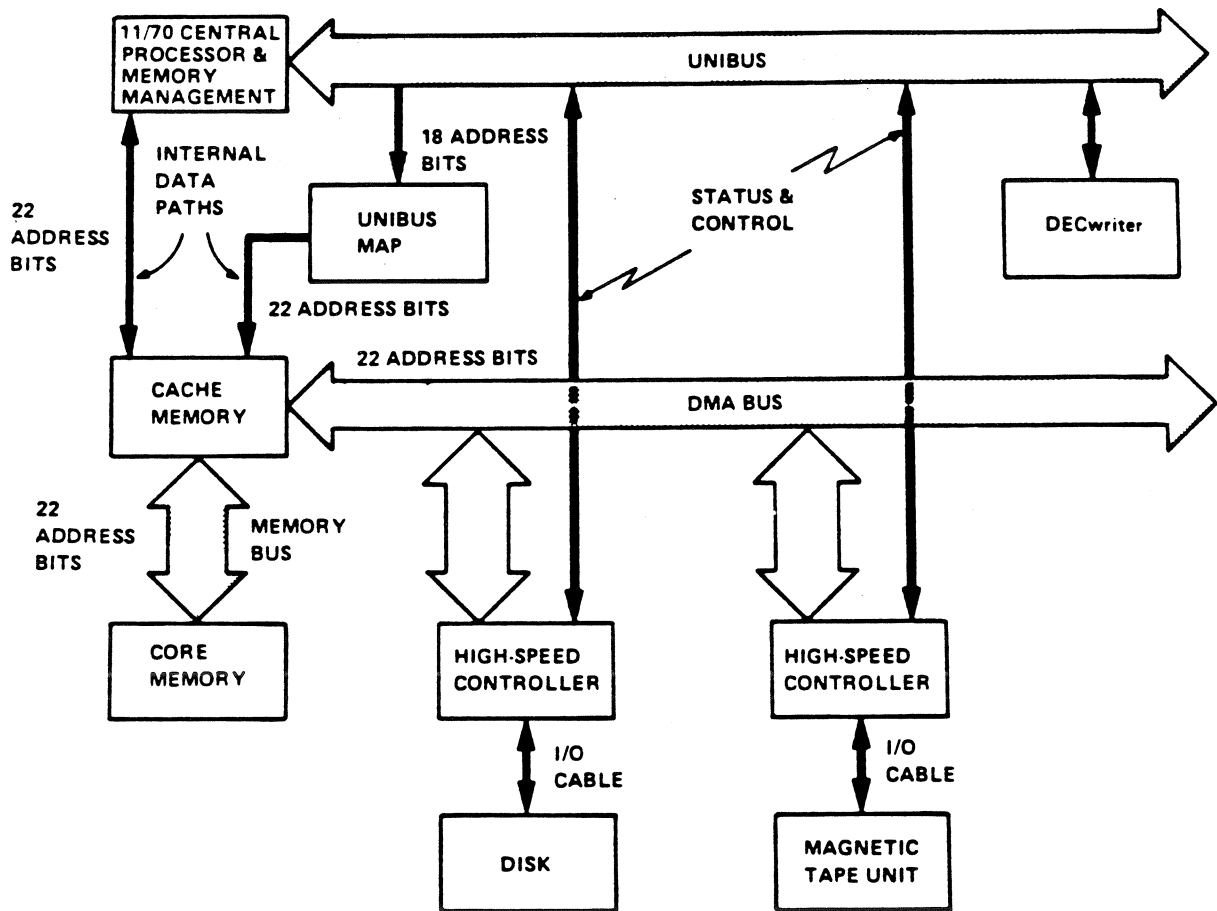 11/70 CENTRAL
PROCESSOR &
MEMORY
MANAGEMENT
UNIBUS
18 ADDRESS
BITS
INTERNAL
DATA
PATHS
22
ADDRESS
BITS
UNIBUS
MAP
STATUS &
CONTROL
DECwriter
22 ADDRESS BITS
22 ADDRESS BITS
CACHE
MEMORY
DMA BUS
22
ADDRESS
BITS
MEMORY
BUS
CORE
MEMORY
HIGH-SPEED
CONTROLLER
HIGH-SPEED
CONTROLLER
I/O
CABLE
I/O
CABLE
DISK
MAGNETIC
TAPE UNIT